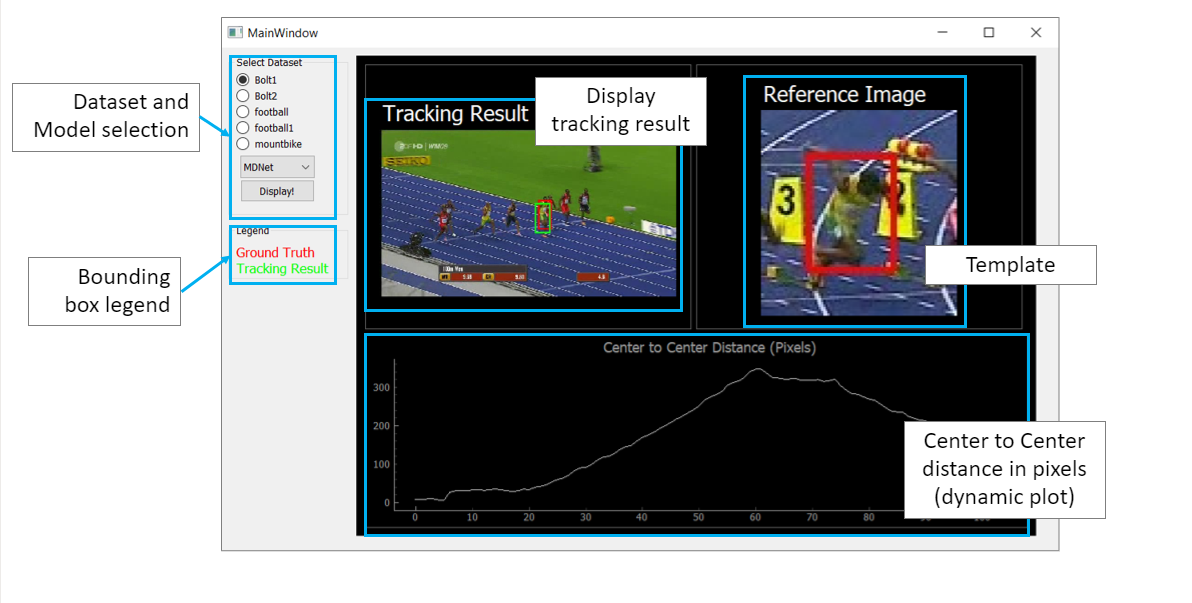 MainWindow
Select Dataset
Bolt1
Bolt2
football
football1
mountbike
MDNet
Display!
Legend
Ground Truth
Tracking Result
Dataset and
Model selection
Bounding
box legend
Tracking Result
Display
tracking result
SEIKO
Reference Image
3
2
Template
Center to Center Distance (Pixels)
300
200
100
0
0
10
20
30
40
50
60
70
80
Center to Center
distance in pixels
(dynamic plot)